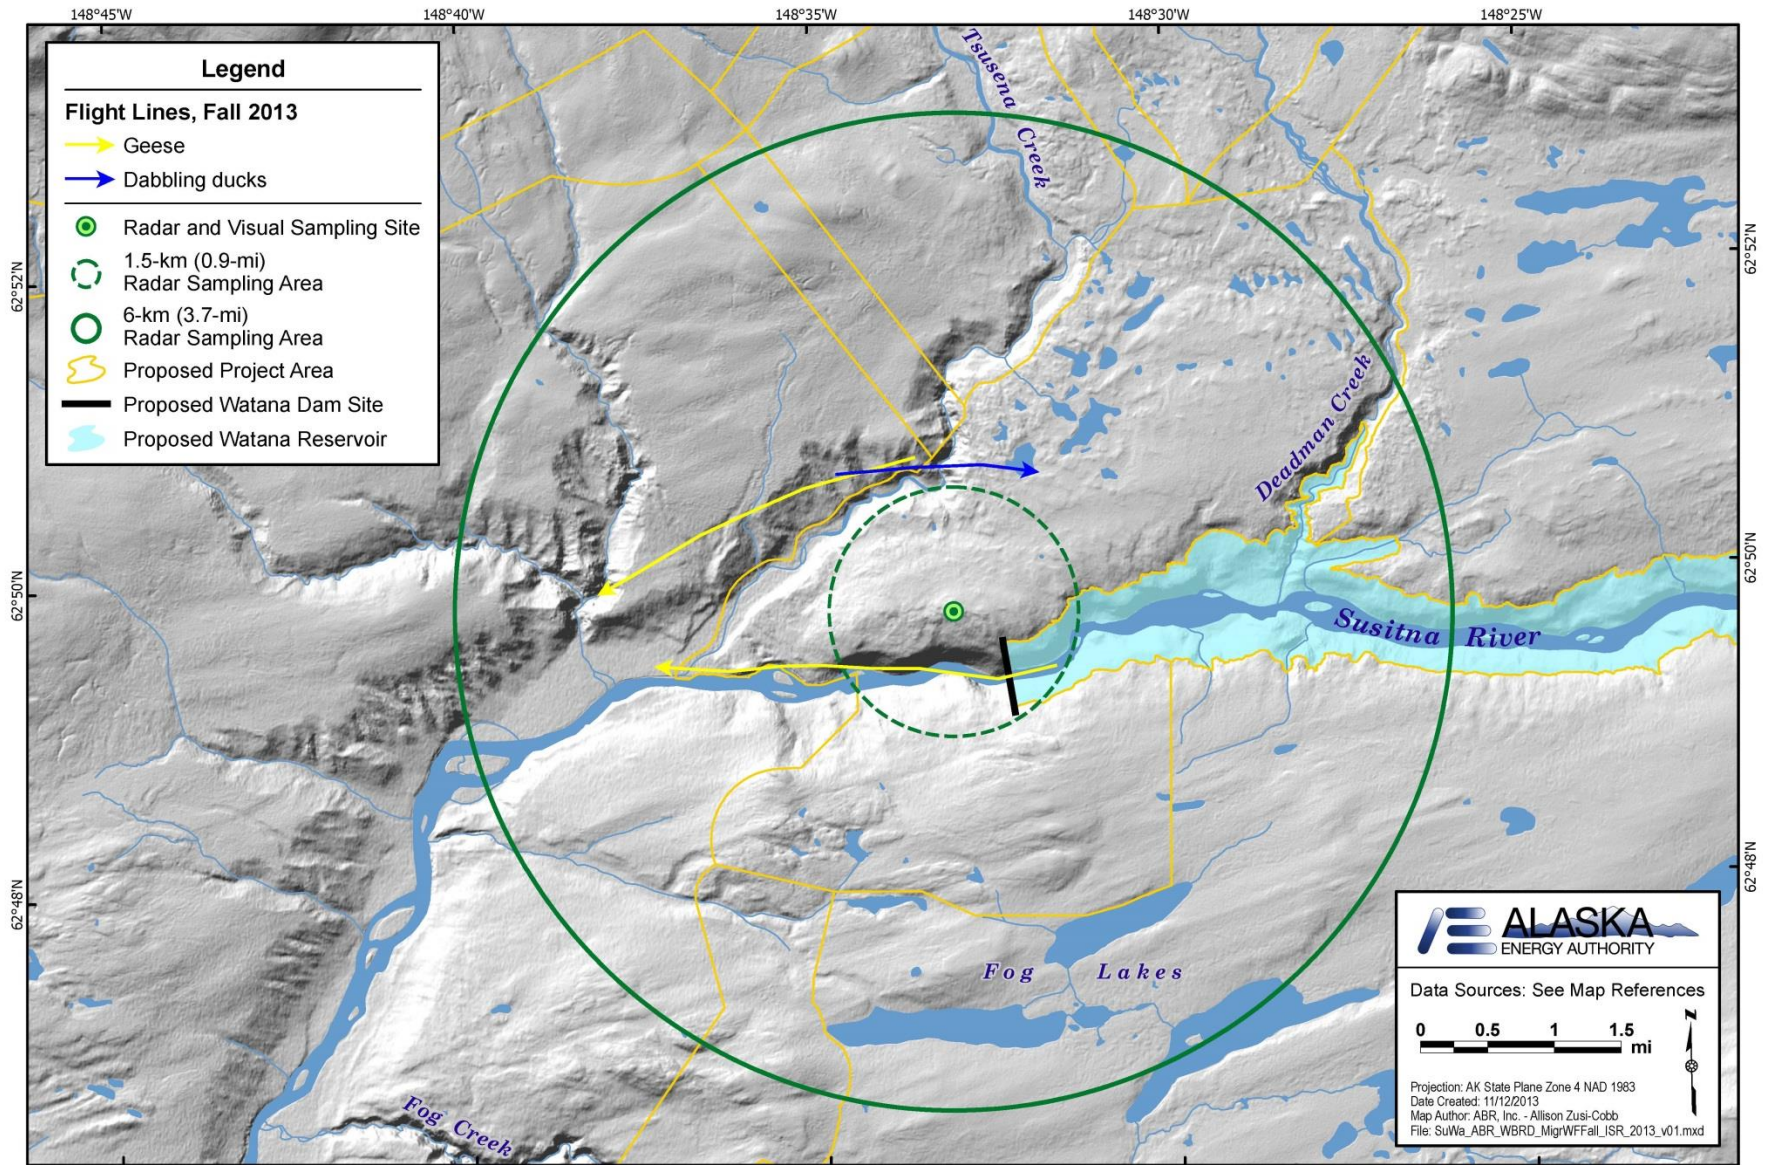 148°45'W
148°40'W
148°35'W
148°30'W
148°25'W
Legend
Flight Lines, Fall 2013
Geese
Dabbling ducks
Radar and Visual Sampling Site
1.5-km (0.9-mi)
Radar Sampling Area
6-km (3.7-mi)
Radar Sampling Area
Proposed Project Area
Proposed Watana Dam Site
Proposed Watana Reservoir
Tsusena Creek
62°52'N
62°52'N
Deadman Creek
62°50'N
62°50'N
Susitna River
62°48'N
62°48'N
Fog Lakes
Fog Creek
ALASKA
ENERGY AUTHORITY
Data Sources: See Map References
0 0.5 1 1.5
mi
N
Projection: AK State Plane Zone 4 NAD 1983
Date Created: 11/12/2013
Map Author: ABR, Inc. - Allison Zusi-Cobb
File: SuWa_ABR_WBRD_MigrWFFall_ISR_2013_v01.mxd